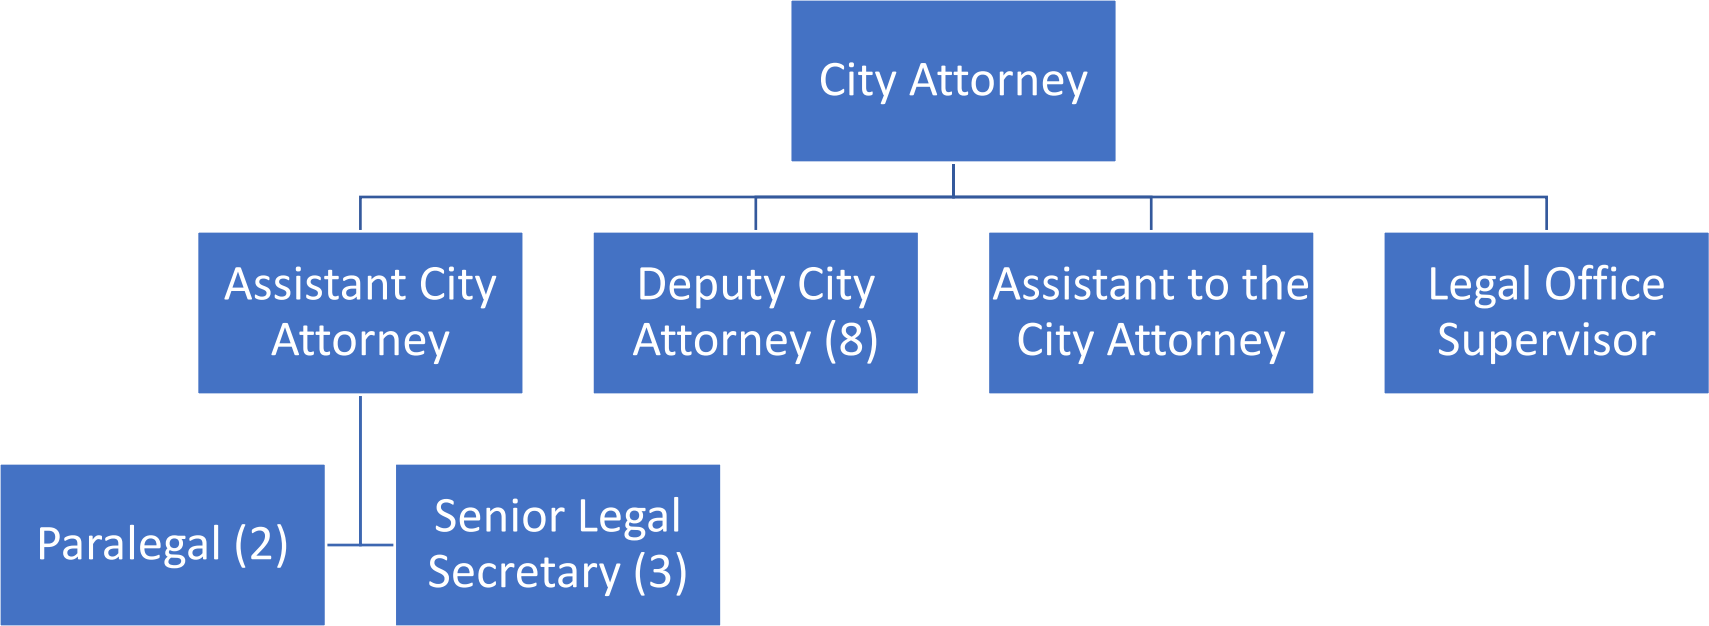 City Attorney
Assistant City
Attorney
Deputy City
Attorney (8)
Assistant to the
City Attorney
Legal Office
Supervisor
Paralegal (2)
Senior Legal
Secretary (3)